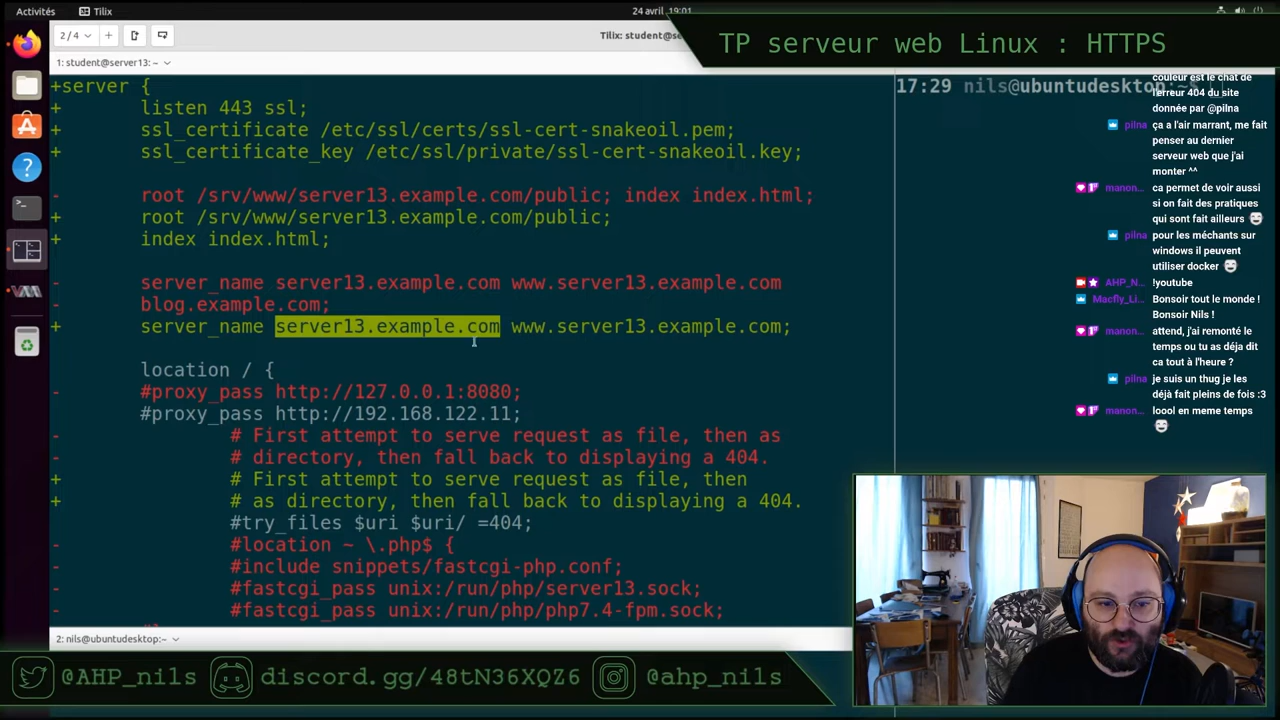 Activités
Tilix
24 avril 19:01
2/4
Tilix: student@se
TP serveur web Linux : HTTPS
1: student@server13: ~
+server {
+ listen 443 ssl;
+ ssl_certificate /etc/ssl/certs/ssl-cert-snakeoil.pem;
+ ssl_certificate_key /etc/ssl/private/ssl-cert-snakeoil.key;
- root /srv/www/server13.example.com/public; index index.html;
+ root /srv/www/server13.example.com/public;
+ index index.html;
- server_name server13.example.com www.server13.example.com
- blog.example.com;
+ server_name server13.example.com www.server13.example.com;
location / {
- #proxy_pass http://127.0.0.1:8080;
#proxy_pass http://192.168.122.11;
- # First attempt to serve request as file, then as
- # directory, then fall back to displaying a 404.
+ # First attempt to serve request as file, then
+ # as directory, then fall back to displaying a 404.
#try_files $uri $uri/ =404;
- #location ~ \.php$ {
- #include snippets/fastcgi-php.conf;
- #fastcgi_pass unix:/run/php/server13.sock;
- #fastcgi_pass unix:/run/php/php7.4-fpm.sock;
2: nils@ubuntudesktop:~
17:29 nils@ubuntudesktop:~$
couleur est le chat de
l'erreur 404 du site
donnée par @pilna
pilna ça a l'air marrant, me fait
penser au dernier
serveur web que j'ai
monter ^^
manon... ca permet de voir aussi
si on fait des pratiques
qui sont fait ailleurs
pilna pour les méchants sur
windows il peuvent
utiliser docker
AHP_N... !youtube
Macfly_Li... Bonsoir tout le monde !
Bonsoir Nils !
manon... attend, j'ai remonté le
temps ou tu as déja dit
ca tout à l'heure ?
pilna je suis un thug je les
déjà fait pleins de fois :3
manon... loool en meme temps
@AHP_nils
discord.gg/48tN36XQZ6
@ahp_nils